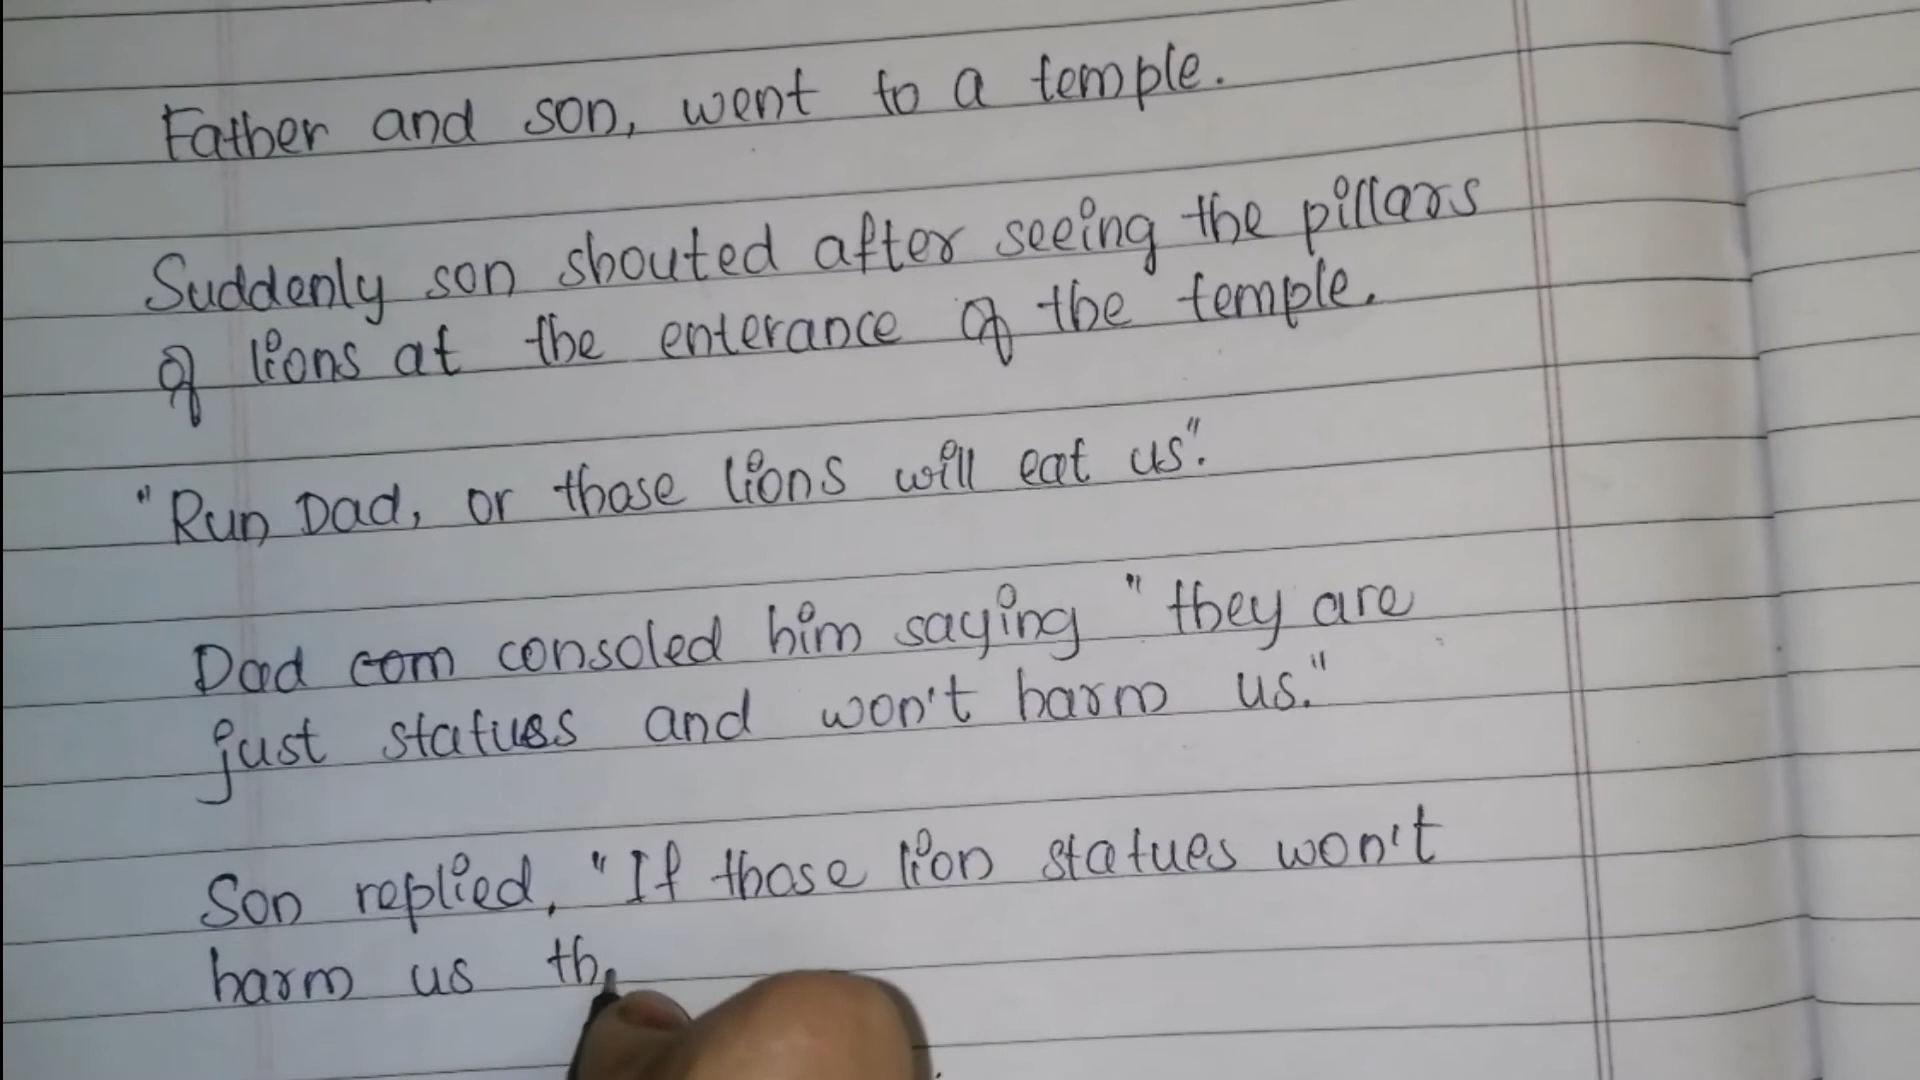 Father and son, went to a temple.
Suddenly son shouted after seeing the pillars
of lions at the enterance of the temple.
"Run Dad, or those lions will eat us".
Dad com consoled him saying "they are
just statues and won't harm us."
Son replied, "If those lion statues won't
harm us th